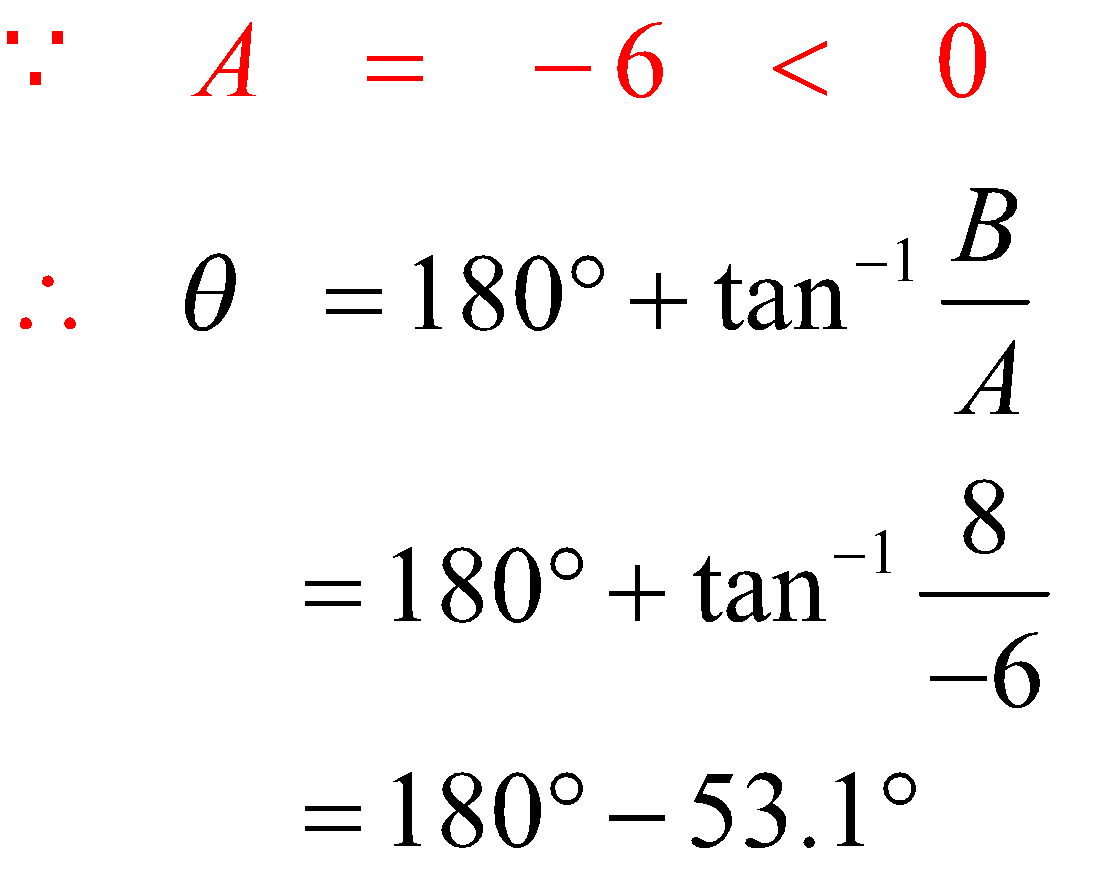 ∵ A = −6 < 0
∴ θ = 180° + tan⁻¹ B/A
= 180° + tan⁻¹ 8/−6
= 180° − 53.1°